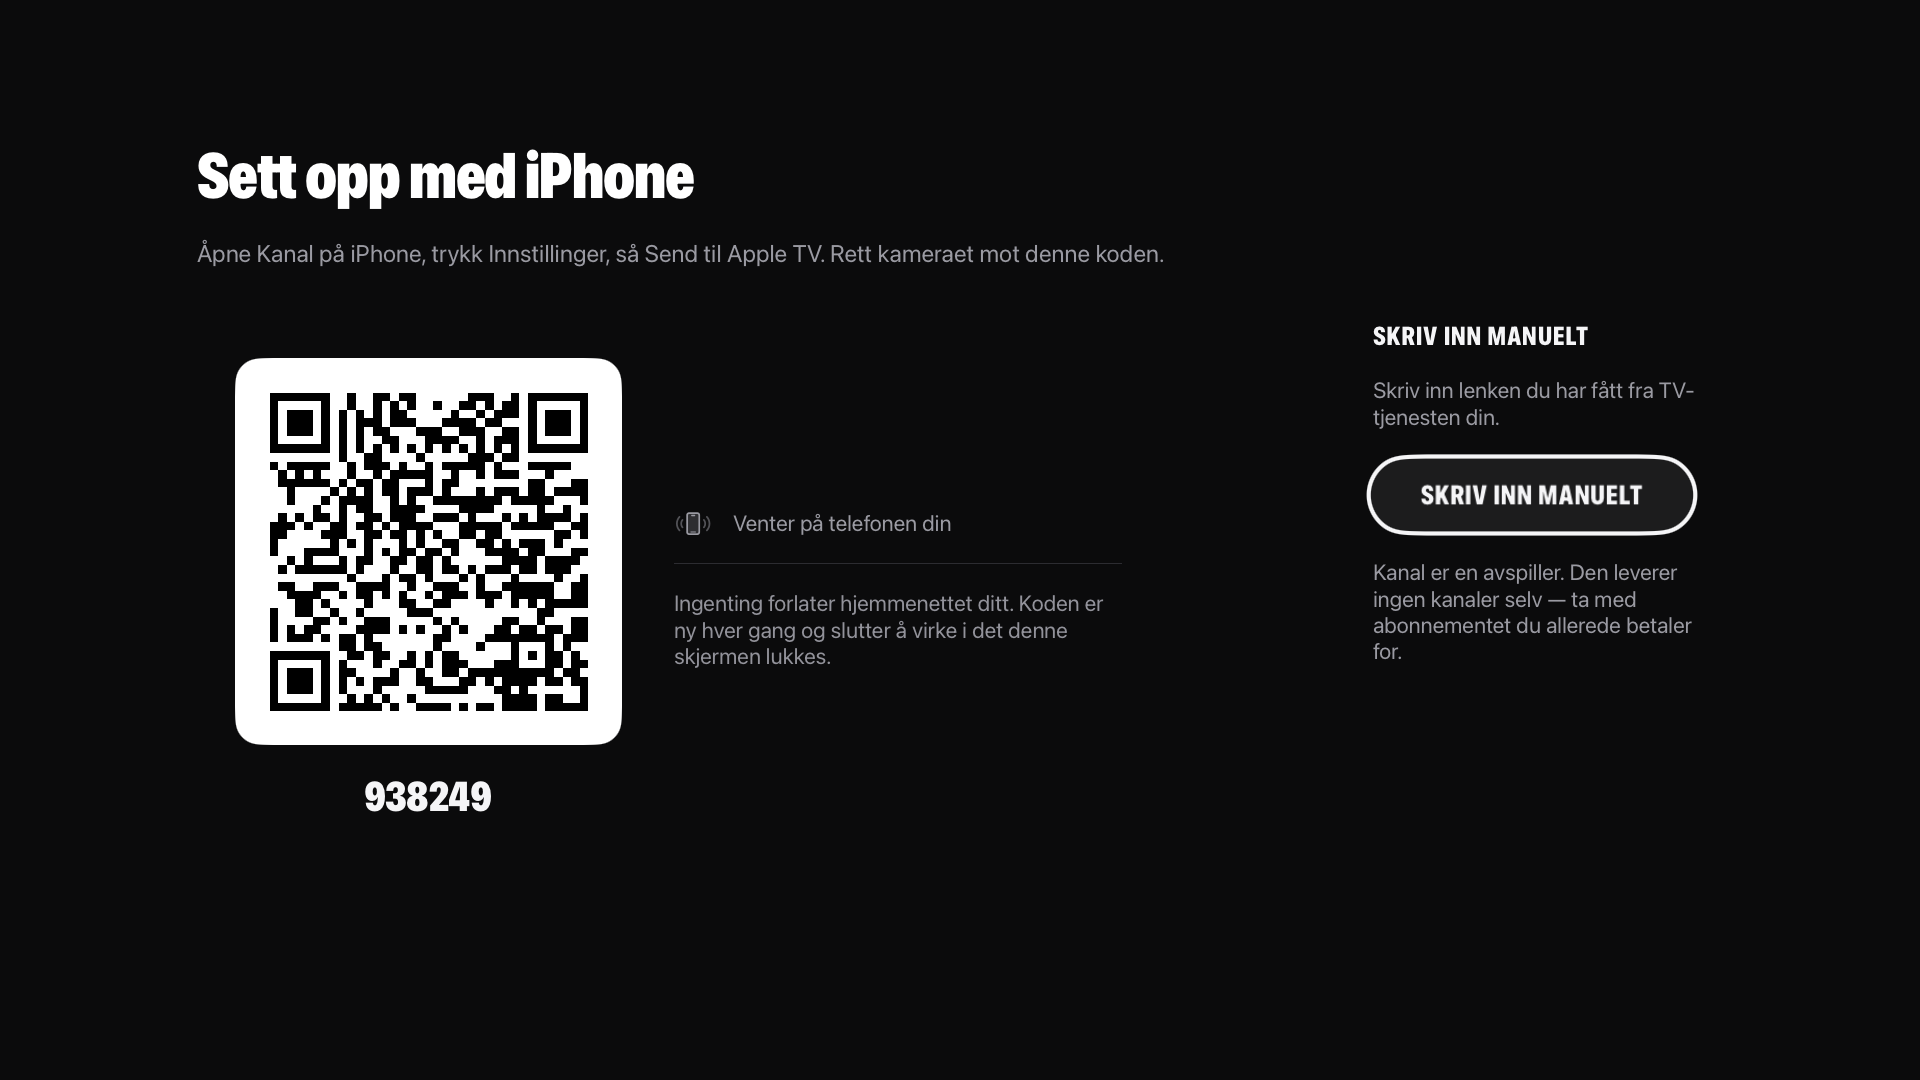 Sett opp med iPhone
Åpne Kanal på iPhone, trykk Innstillinger, så Send til Apple TV. Rett kameraet mot denne koden.
938249
Venter på telefonen din
Ingenting forlater hjemmenettet ditt. Koden er
ny hver gang og slutter å virke i det denne
skjermen lukkes.
SKRIV INN MANUELT
Skriv inn lenken du har fått fra TV-
tjenesten din.
SKRIV INN MANUELT
Kanal er en avspiller. Den leverer
ingen kanaler selv — ta med
abonnementet du allerede betaler
for.